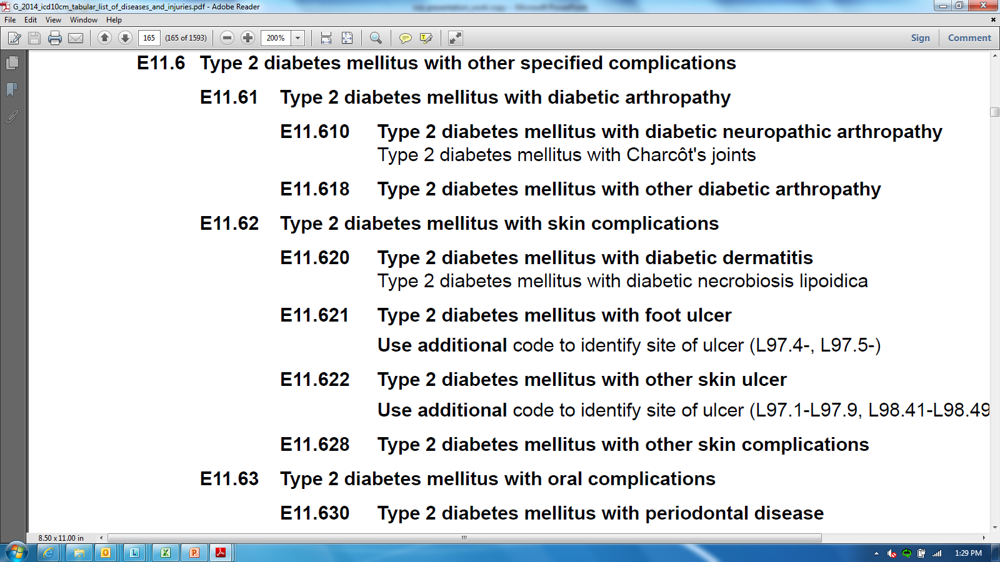 G_2014_icd10cm_tabular_list_of_diseases_and_injuries.pdf - Adobe Reader
File Edit View Window Help
165 (165 of 1593) 200% Sign Comment
E11.6 Type 2 diabetes mellitus with other specified complications
E11.61 Type 2 diabetes mellitus with diabetic arthropathy
E11.610 Type 2 diabetes mellitus with diabetic neuropathic arthropathy
Type 2 diabetes mellitus with Charcôt's joints
E11.618 Type 2 diabetes mellitus with other diabetic arthropathy
E11.62 Type 2 diabetes mellitus with skin complications
E11.620 Type 2 diabetes mellitus with diabetic dermatitis
Type 2 diabetes mellitus with diabetic necrobiosis lipoidica
E11.621 Type 2 diabetes mellitus with foot ulcer
Use additional code to identify site of ulcer (L97.4-, L97.5-)
E11.622 Type 2 diabetes mellitus with other skin ulcer
Use additional code to identify site of ulcer (L97.1-L97.9, L98.41-L98.49
E11.628 Type 2 diabetes mellitus with other skin complications
E11.63 Type 2 diabetes mellitus with oral complications
E11.630 Type 2 diabetes mellitus with periodontal disease
8.50 x 11.00 in
1:29 PM